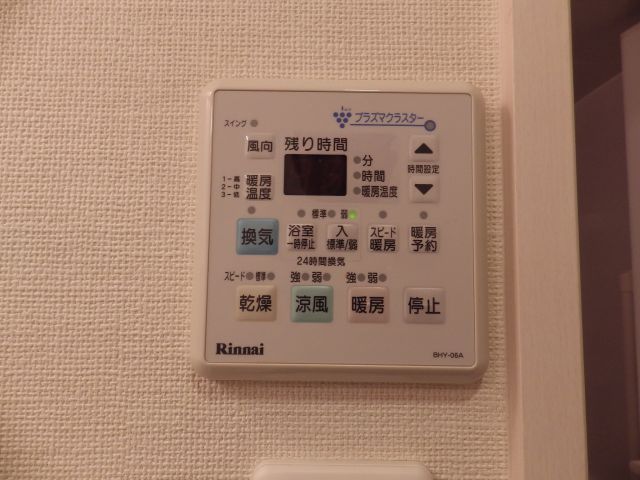 プラズマクラスター
スイング
風向
残り時間
分
時間
暖房温度
時間設定
1-高
2-中
3-低
暖房
温度
標準 弱
換気
浴室
一時停止
入
標準/弱
スピード
暖房
暖房
予約
24時間換気
スピード 標準 強 弱 強 弱
乾燥 涼風 暖房 停止
Rinnai
BHY-06A